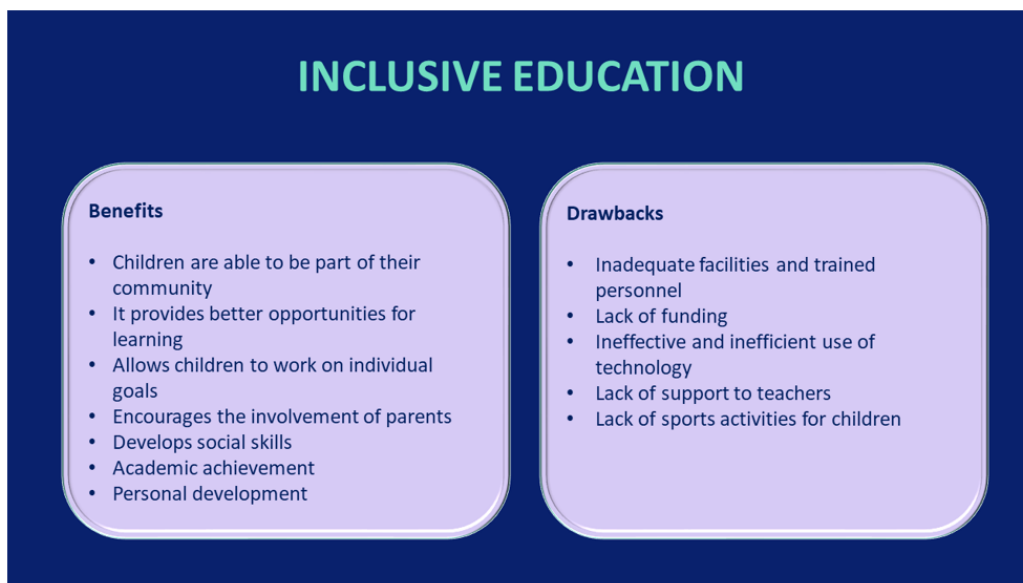 INCLUSIVE EDUCATION
Benefits
• Children are able to be part of their
community
• It provides better opportunities for
learning
• Allows children to work on individual
goals
• Encourages the involvement of parents
• Develops social skills
• Academic achievement
• Personal development
Drawbacks
• Inadequate facilities and trained
personnel
• Lack of funding
• Ineffective and inefficient use of
technology
• Lack of support to teachers
• Lack of sports activities for children